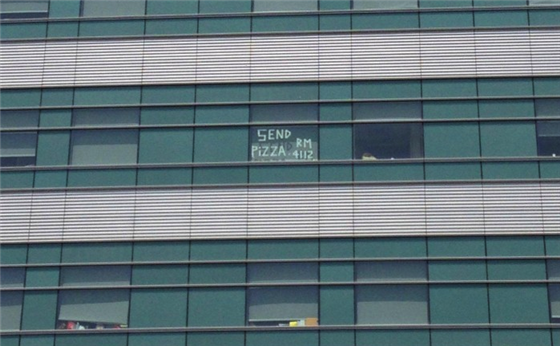 SEND
PIZZA RM
4112